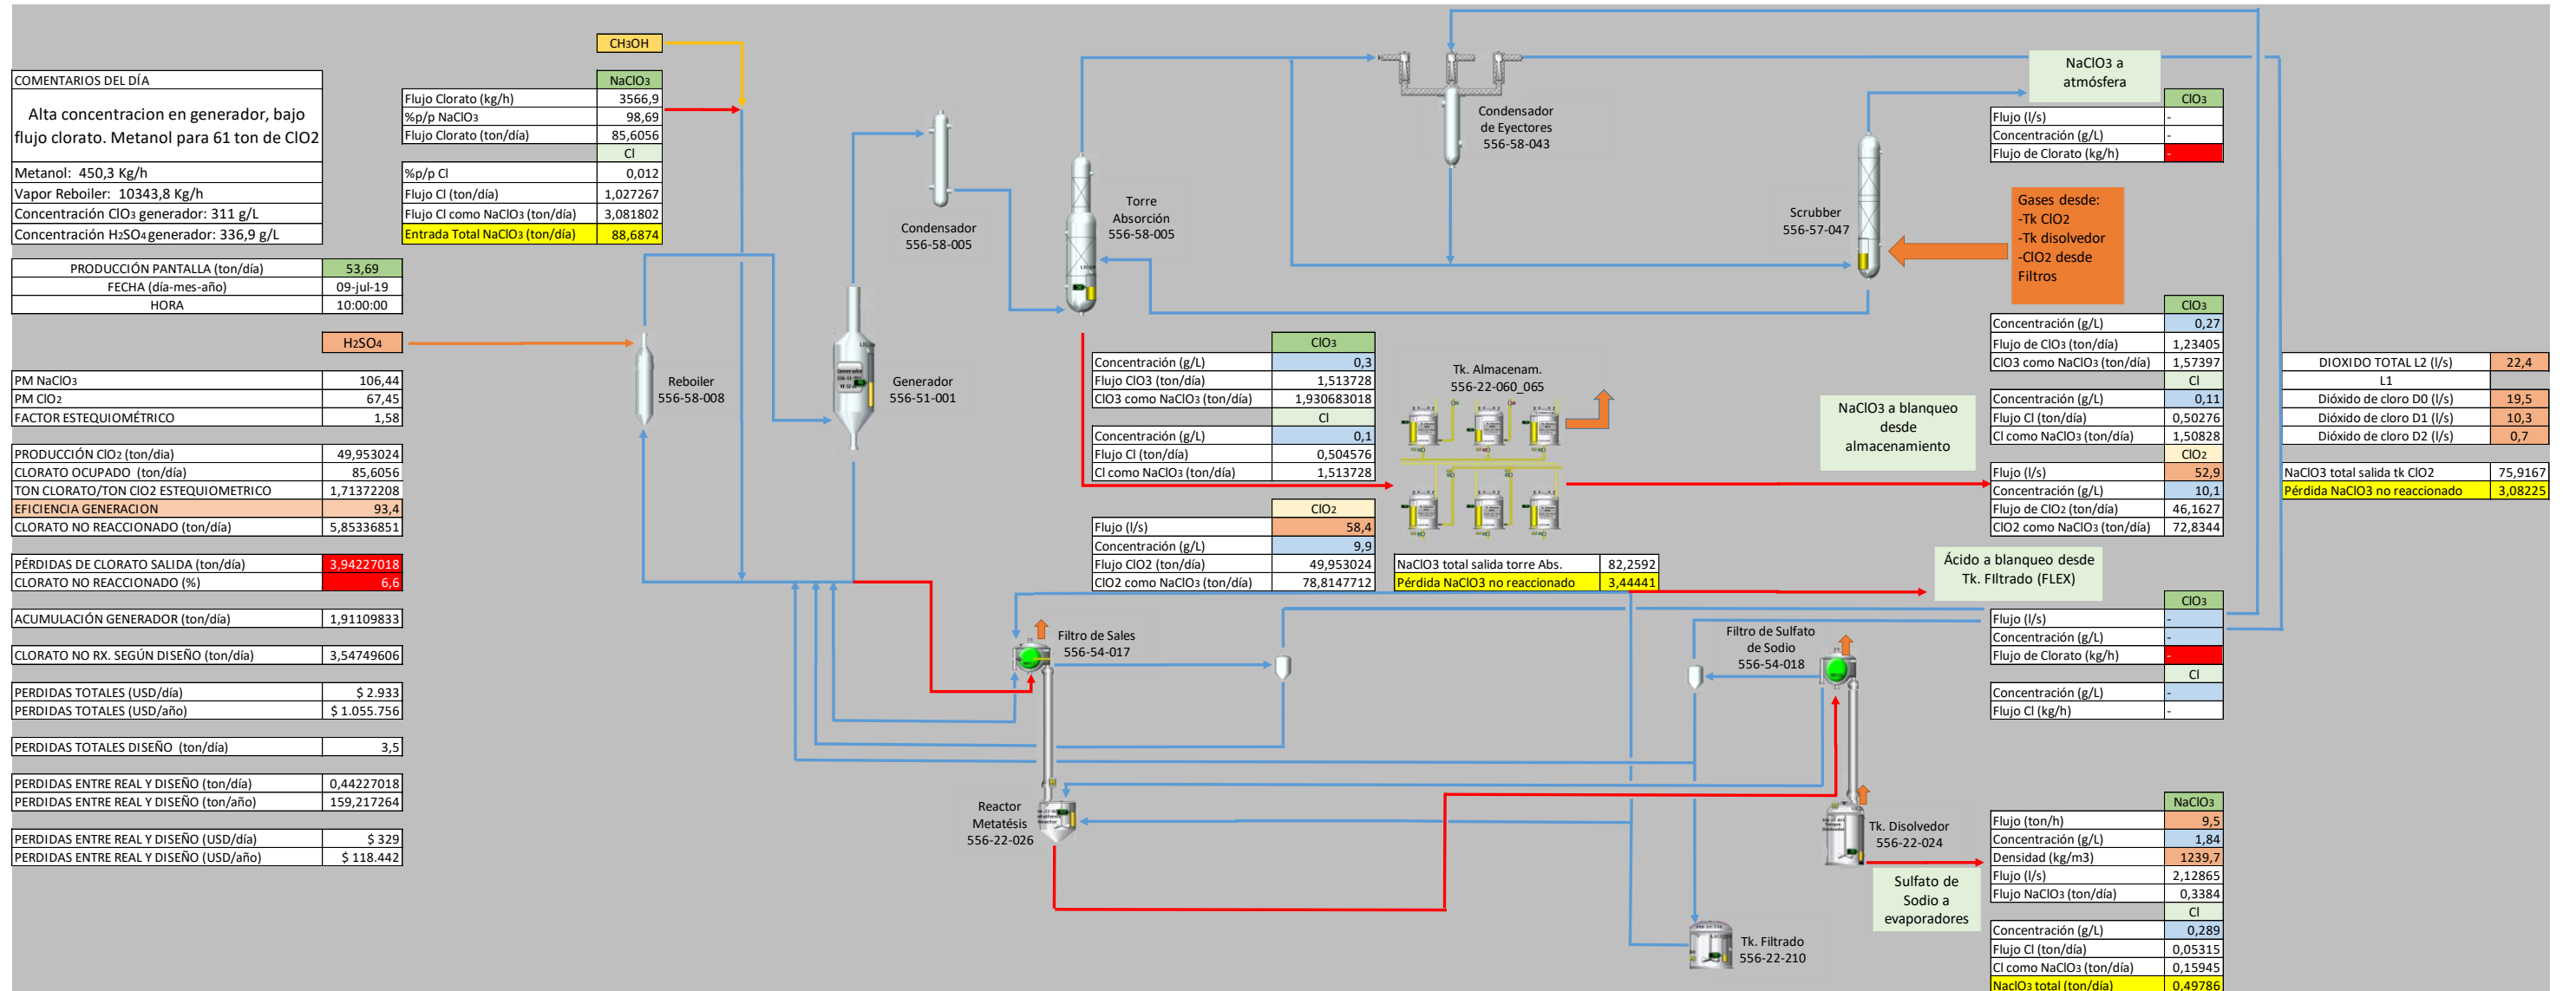 CH3OH
COMENTARIOS DEL DÍA
Alta concentracion en generador, bajo
flujo clorato. Metanol para 61 ton de ClO2
Metanol: 450,3 Kg/h
Vapor Reboiler: 10343,8 Kg/h
Concentración ClO3 generador: 311 g/L
Concentración H2SO4 generador: 336,9 g/L
PRODUCCIÓN PANTALLA (ton/día) 53,69
FECHA (día-mes-año) 09-jul-19
HORA 10:00:00
H2SO4
PM NaClO3 106,44
PM ClO2 67,45
FACTOR ESTEQUIOMÉTRICO 1,58
PRODUCCIÓN ClO2 (ton/dia) 49,953024
CLORATO OCUPADO (ton/día) 85,6056
TON CLORATO/TON ClO2 ESTEQUIOMETRICO 1,71372208
EFICIENCIA GENERACION 93,4
CLORATO NO REACCIONADO (ton/día) 5,85336851
PÉRDIDAS DE CLORATO SALIDA (ton/día) 3,94227018
CLORATO NO REACCIONADO (%) 6,6
ACUMULACIÓN GENERADOR (ton/día) 1,91109833
CLORATO NO RX. SEGÚN DISEÑO (ton/día) 3,54749606
PERDIDAS TOTALES (USD/día) $ 2.933
PERDIDAS TOTALES (USD/año) $ 1.055.756
PERDIDAS TOTALES DISEÑO (ton/día) 3,5
PERDIDAS ENTRE REAL Y DISEÑO (ton/día) 0,44227018
PERDIDAS ENTRE REAL Y DISEÑO (ton/año) 159,217264
PERDIDAS ENTRE REAL Y DISEÑO (USD/día) $ 329
PERDIDAS ENTRE REAL Y DISEÑO (USD/año) $ 118.442
NaClO3
Flujo Clorato (kg/h) 3566,9
%p/p NaClO3 98,69
Flujo Clorato (ton/día) 85,6056
Cl
%p/p Cl 0,012
Flujo Cl (ton/día) 1,027267
Flujo Cl como NaClO3 (ton/día) 3,081802
Entrada Total NaClO3 (ton/día) 88,6874
Reboiler
556-58-008
Generador
556-51-001
Condensador
556-58-005
Torre
Absorción
556-58-005
Condensador
de Eyectores
556-58-043
Scrubber
556-57-047
NaClO3 a
atmósfera
ClO3
Flujo (l/s) -
Concentración (g/L) -
Flujo de Clorato (kg/h) -
Gases desde:
-Tk ClO2
-Tk disolvedor
-ClO2 desde
Filtros
ClO3
Concentración (g/L) 0,3
Flujo ClO3 (ton/día) 1,513728
ClO3 como NaClO3 (ton/día) 1,930683018
Cl
Concentración (g/L) 0,1
Flujo Cl (ton/día) 0,504576
Cl como NaClO3 (ton/día) 1,513728
ClO2
Flujo (l/s) 58,4
Concentración (g/L) 9,9
Flujo ClO2 (ton/día) 49,953024
ClO2 como NaClO3 (ton/día) 78,8147712
Tk. Almacenam.
556-22-060_065
NaClO3 total salida torre Abs. 82,2592
Pérdida NaClO3 no reaccionado 3,44441
NaClO3 a blanqueo
desde
almacenamiento
ClO3
Concentración (g/L) 0,27
Flujo de ClO3 (ton/día) 1,23405
ClO3 como NaClO3 (ton/día) 1,57397
Cl
Concentración (g/L) 0,11
Flujo Cl (ton/día) 0,50276
Cl como NaClO3 (ton/día) 1,50828
ClO2
Flujo (l/s) 52,9
Concentración (g/L) 10,1
Flujo de ClO2 (ton/día) 46,1627
ClO2 como NaClO3 (ton/día) 72,8344
DIOXIDO TOTAL L2 (l/s) 22,4
L1
Dióxido de cloro D0 (l/s) 19,5
Dióxido de cloro D1 (l/s) 10,3
Dióxido de cloro D2 (l/s) 0,7
NaClO3 total salida tk ClO2 75,9167
Pérdida NaClO3 no reaccionado 3,08225
Ácido a blanqueo desde
Tk. FIltrado (FLEX)
ClO3
Flujo (l/s) -
Concentración (g/L) -
Flujo de Clorato (kg/h) -
Cl
Concentración (g/L) -
Flujo Cl (kg/h) -
Filtro de Sales
556-54-017
Filtro de Sulfato
de Sodio
556-54-018
Reactor
Metatésis
556-22-026
Tk. Disolvedor
556-22-024
Tk. Filtrado
556-22-210
Sulfato de
Sodio a
evaporadores
NaClO3
Flujo (ton/h) 9,5
Concentración (g/L) 1,84
Densidad (kg/m3) 1239,7
Flujo (l/s) 2,12865
Flujo NaClO3 (ton/día) 0,3384
Cl
Concentración (g/L) 0,289
Flujo Cl (ton/día) 0,05315
Cl como NaClO3 (ton/día) 0,15945
NaclO3 total (ton/día) 0,49786